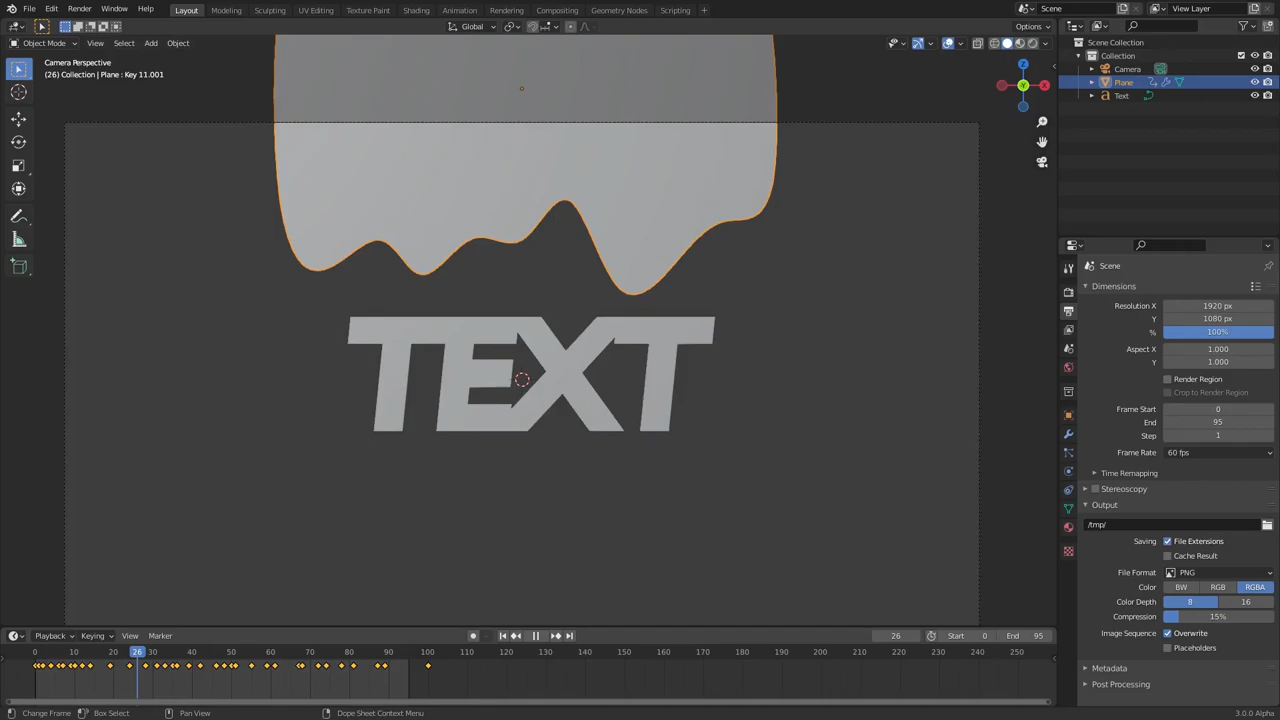 File Edit Render Window Help Layout Modeling Sculpting UV Editing Texture Paint Shading Animation Rendering Compositing Geometry Nodes Scripting + Scene View Layer
Global Options
Object Mode View Select Add Object
Camera Perspective
(26) Collection | Plane : Key 11.001
Z
Y
X
TEXT
Scene Collection
Collection
Camera
Plane
Text
Scene
Dimensions
Resolution X 1920 px
Y 1080 px
% 100%
Aspect X 1.000
Y 1.000
Render Region
Crop to Render Region
Frame Start 0
End 95
Step 1
Frame Rate 60 fps
Time Remapping
Stereoscopy
Output
/tmp/
Saving File Extensions
Cache Result
File Format PNG
Color BW RGB RGBA
Color Depth 8 16
Compression 15%
Image Sequence Overwrite
Placeholders
Metadata
Post Processing
Playback Keying View Marker 26 Start 0 End 95
0 10 20 26 30 40 50 60 70 80 90 100 110 120 130 140 150 160 170 180 190 200 210 220 230 240 250
Change Frame Box Select Pan View Dope Sheet Context Menu 3.0.0 Alpha